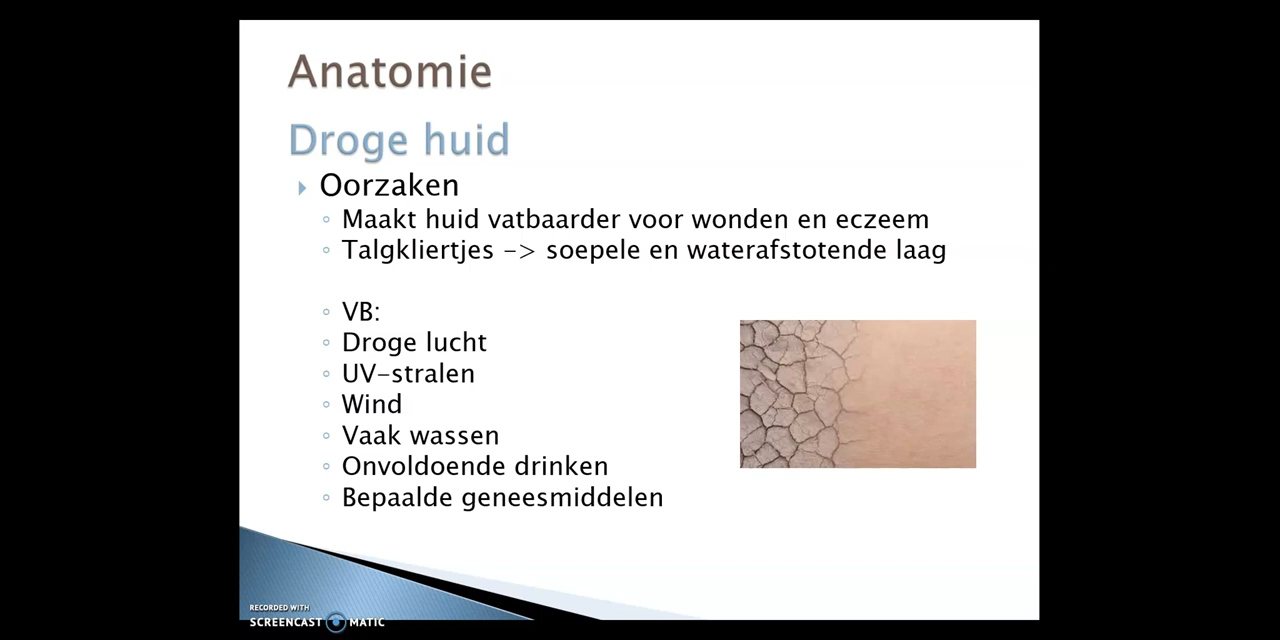 Anatomie
Droge huid
Oorzaken
Maakt huid vatbaarder voor wonden en eczeem
Talgkliertjes -> soepele en waterafstotende laag
VB:
Droge lucht
UV-stralen
Wind
Vaak wassen
Onvoldoende drinken
Bepaalde geneesmiddelen
RECORDED WITH
SCREENCAST MATIC